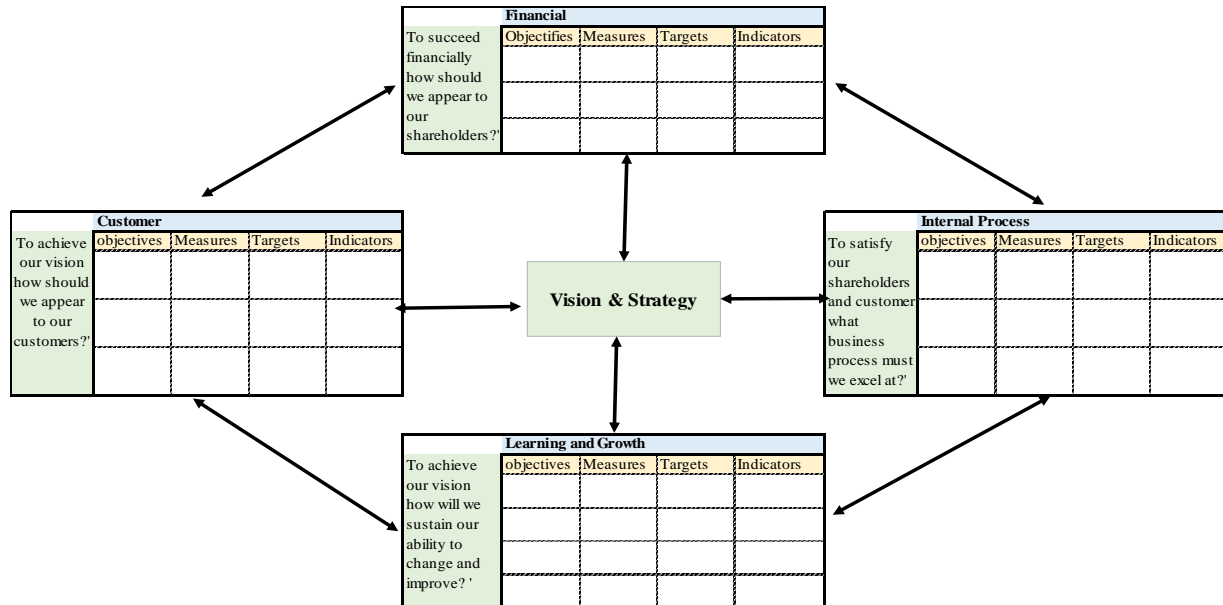 Financial
To succeed
financially
how should
we appear to
our
shareholders?'
Objectifies Measures Targets Indicators
Customer
To achieve
our vision
how should
we appear
to our
customers?'
objectives Measures Targets Indicators
Vision & Strategy
Internal Process
To satisfy
our
shareholders
and customer
what
business
process must
we excel at?'
objectives Measures Targets Indicators
Learning and Growth
To achieve
our vision
how will we
sustain our
ability to
change and
improve? '
objectives Measures Targets Indicators